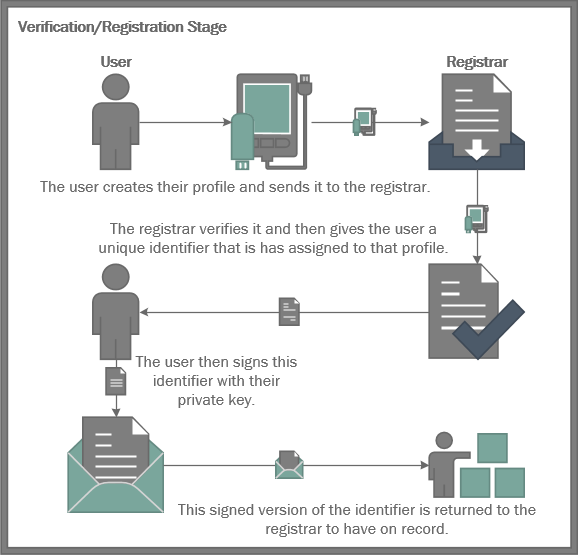 Verification/Registration Stage
User
Registrar
The user creates their profile and sends it to the registrar.
The registrar verifies it and then gives the user a
unique identifier that is has assigned to that profile.
The user then signs this
identifier with their
private key.
This signed version of the identifier is returned to the
registrar to have on record.